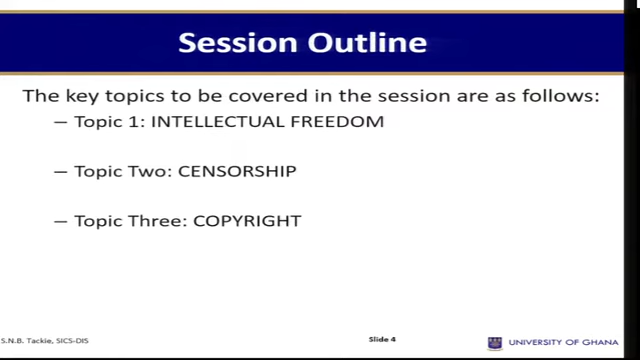 Session Outline
The key topics to be covered in the session are as follows:
– Topic 1: INTELLECTUAL FREEDOM
– Topic Two: CENSORSHIP
– Topic Three: COPYRIGHT
S.N.B. Tackie, SICS-DIS
Slide 4
UNIVERSITY OF GHANA